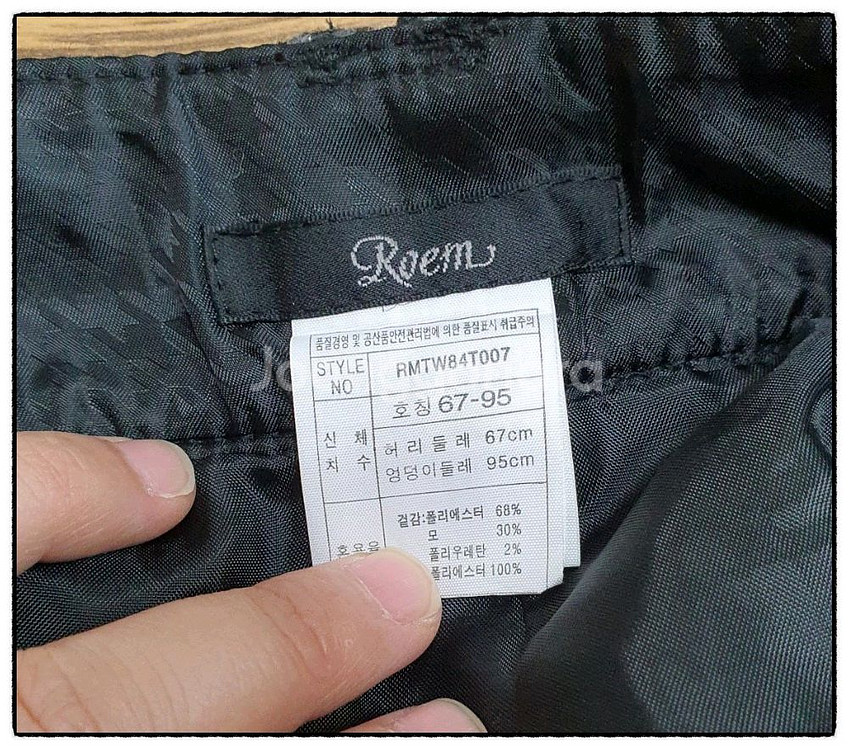 Roem
품질경영 및 공산품안전관리법에 의한 품질표시 취급주의
STYLE NO RMTW84T007
호칭 67-95
신 체 허 리 둘 레 67cm
치 수 엉덩이둘레 95cm
겉감:폴리에스터 68%
모 30%
혼용율 폴리우레탄 2%
폴리에스터 100%